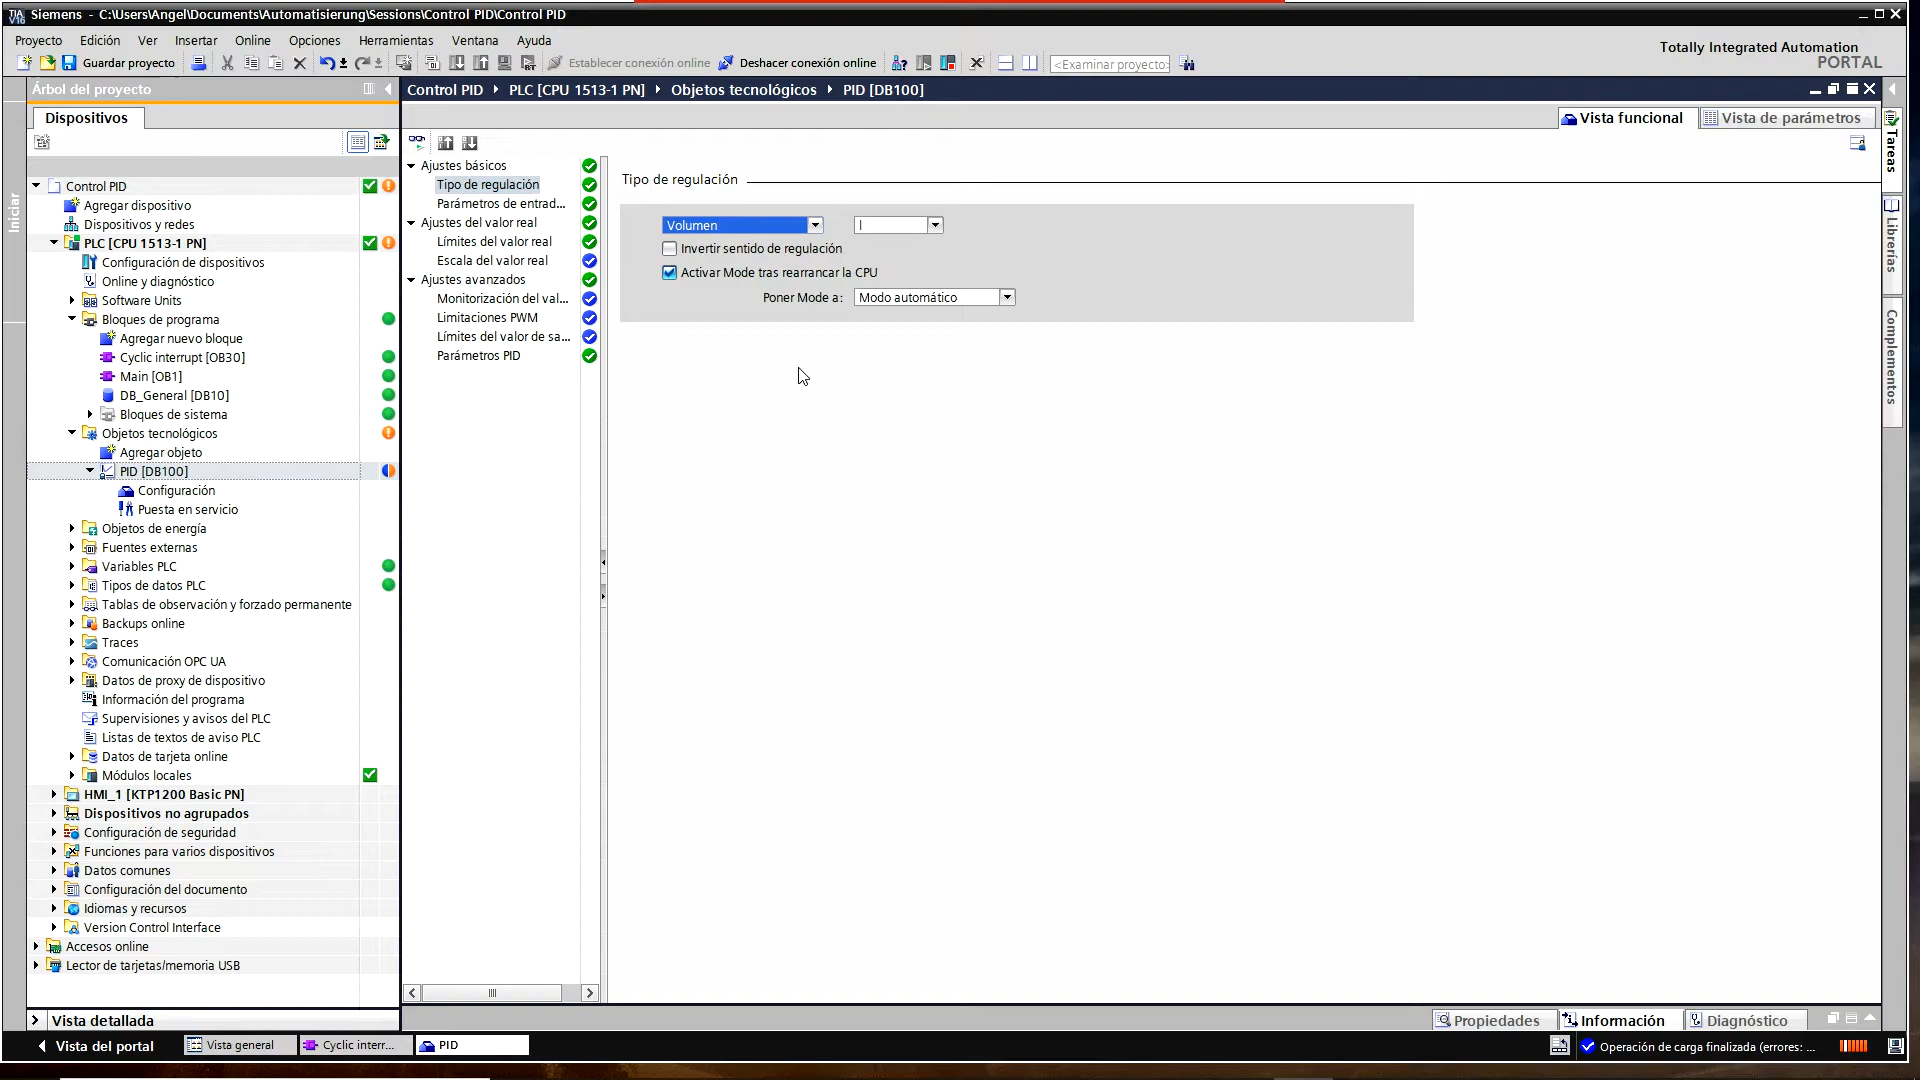 Siemens - C:\Users\Angel\Documents\Automatisierung\Sessions\Control PID\Control PID
Proyecto Edición Ver Insertar Online Opciones Herramientas Ventana Ayuda
Totally Integrated Automation
PORTAL
Guardar proyecto Establecer conexión online Deshacer conexión online <Examinar proyecto>
Árbol del proyecto
Control PID PLC [CPU 1513-1 PN] Objetos tecnológicos PID [DB100]
Dispositivos
Vista funcional Vista de parámetros
Iniciar
Control PID
Agregar dispositivo
Dispositivos y redes
PLC [CPU 1513-1 PN]
Configuración de dispositivos
Online y diagnóstico
Software Units
Bloques de programa
Agregar nuevo bloque
Cyclic interrupt [OB30]
Main [OB1]
DB_General [DB10]
Bloques de sistema
Objetos tecnológicos
Agregar objeto
PID [DB100]
Configuración
Puesta en servicio
Objetos de energía
Fuentes externas
Variables PLC
Tipos de datos PLC
Tablas de observación y forzado permanente
Backups online
Traces
Comunicación OPC UA
Datos de proxy de dispositivo
Información del programa
Supervisiones y avisos del PLC
Listas de textos de aviso PLC
Datos de tarjeta online
Módulos locales
HMI_1 [KTP1200 Basic PN]
Dispositivos no agrupados
Configuración de seguridad
Funciones para varios dispositivos
Datos comunes
Configuración del documento
Idiomas y recursos
Version Control Interface
Accesos online
Lector de tarjetas/memoria USB
Vista detallada
Ajustes básicos
Tipo de regulación
Parámetros de entrad...
Ajustes del valor real
Límites del valor real
Escala del valor real
Ajustes avanzados
Monitorización del val...
Limitaciones PWM
Límites del valor de sa...
Parámetros PID
Tipo de regulación
Volumen l
Invertir sentido de regulación
Activar Mode tras rearrancar la CPU
Poner Mode a: Modo automático
Tareas
Librerías
Complementos
Propiedades Información Diagnóstico
Vista del portal Vista general Cyclic interr... PID
Operación de carga finalizada (errores: ...